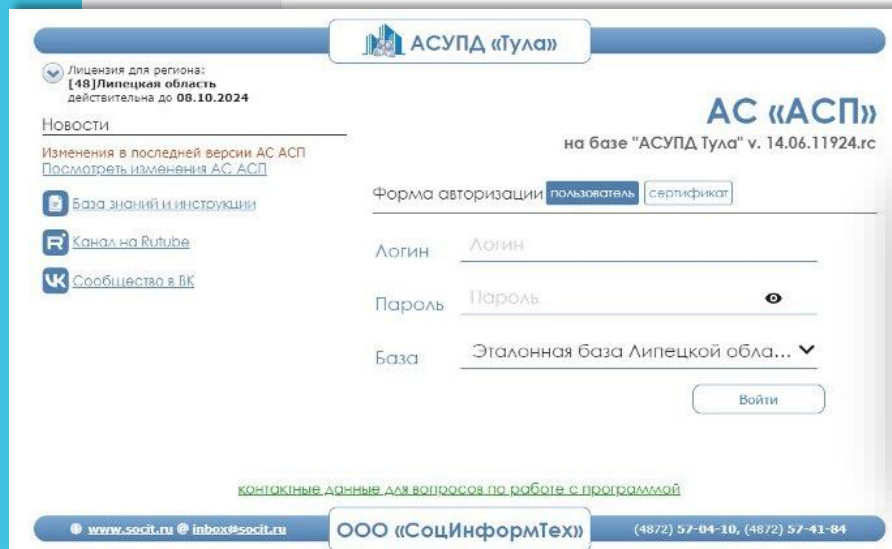 АСУПД «Тула»
Лицензия для региона:
[48]Липецкая область
действительна до 08.10.2024
Новости
Изменения в последней версии АС АСП
Посмотреть изменения АС АСП
База знаний и инструкции
Канал на Rutube
Сообщество в ВК
АС «АСП»
на базе "АСУПД Тула" v. 14.06.11924.rc
Форма авторизации пользователь сертификат
Логин Логин
Пароль Пароль
База Эталонная база Липецкой обла...
Войти
контактные данные для вопросов по работе с программой
www.socit.ru @ inbox@socit.ru ООО «СоцИнформТех» (4872) 57-04-10, (4872) 57-41-84